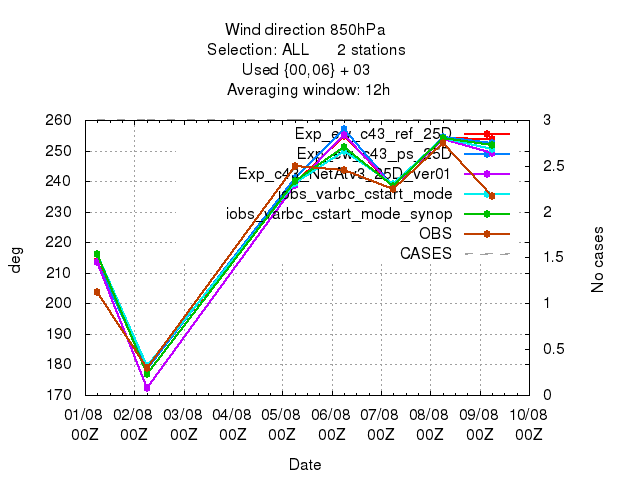 Wind direction 850hPa
Selection: ALL 2 stations
Used {00,06} + 03
Averaging window: 12h
260
250
240
230
220
210
200
190
180
170
deg
3
2.5
2
1.5
1
0.5
0
No cases
Exp_ew_c43_ref_25D
Exp_ew_c43_ps_25D
Exp_c43_NetAtv3_25D_ver01
iobs_varbc_cstart_mode
iobs_varbc_cstart_mode_synop
OBS
CASES
01/08 02/08 03/08 04/08 05/08 06/08 07/08 08/08 09/08 10/08
00Z 00Z 00Z 00Z 00Z 00Z 00Z 00Z 00Z 00Z
Date